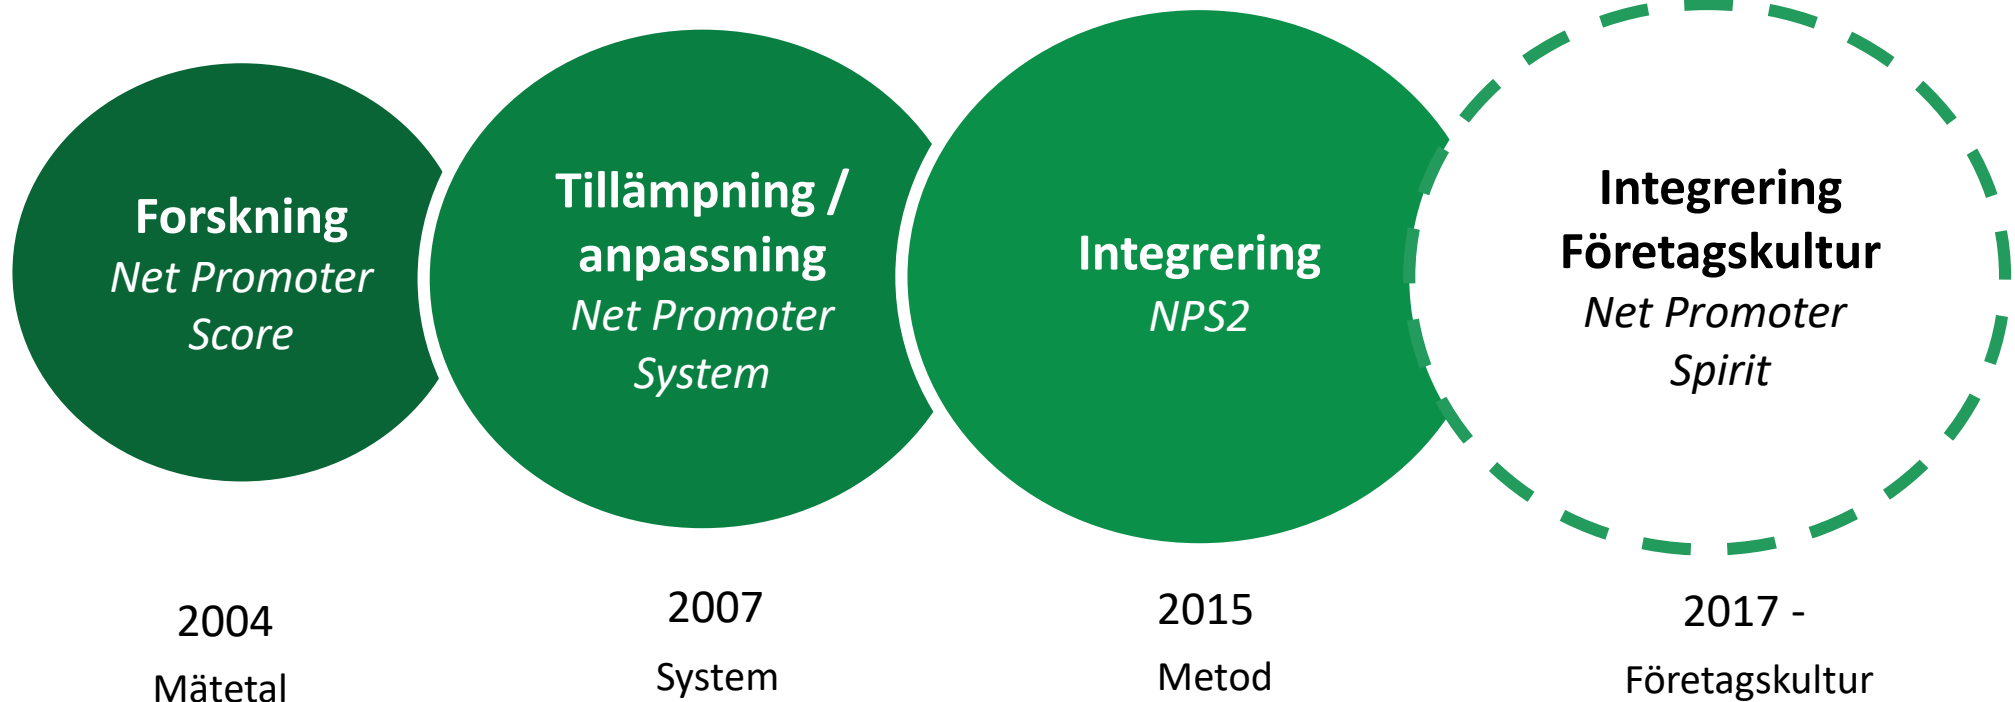 Forskning
Net Promoter
Score
Tillämpning /
anpassning
Net Promoter
System
Integrering
NPS2
Integrering
Företagskultur
Net Promoter
Spirit
2004
Mätetal
2007
System
2015
Metod
2017 -
Företagskultur